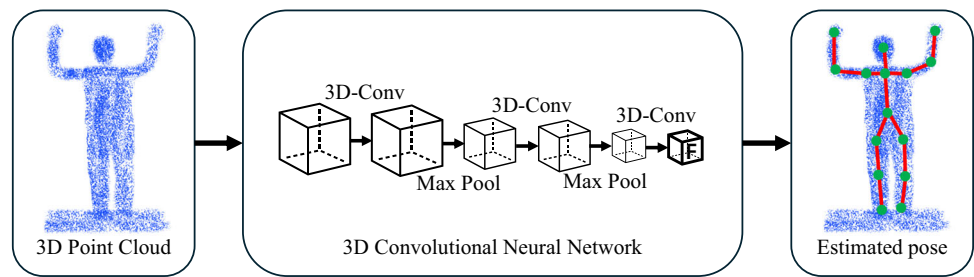 3D-Conv
3D-Conv
3D-Conv
F
Max Pool
Max Pool
3D Point Cloud
3D Convolutional Neural Network
Estimated pose